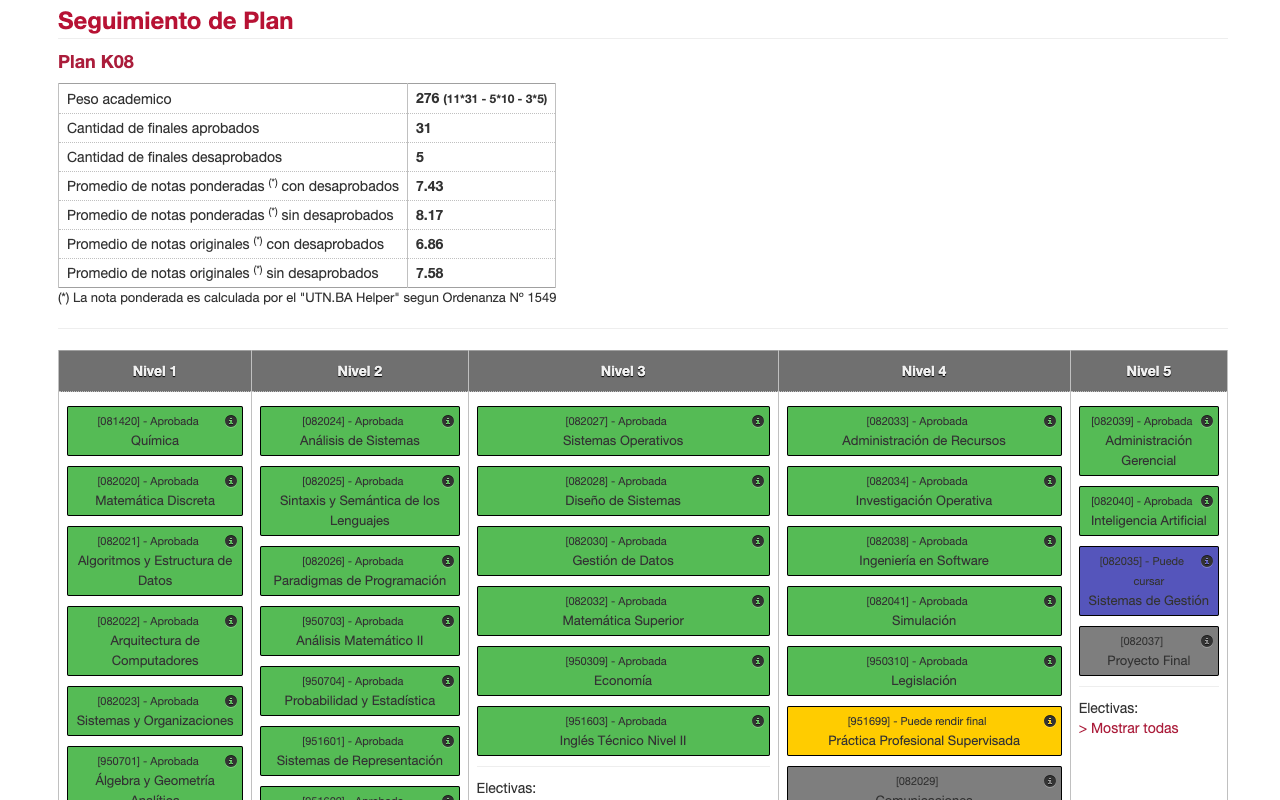 Seguimiento de Plan
Plan K08
Peso academico 276 (11*31 - 5*10 - 3*5)
Cantidad de finales aprobados 31
Cantidad de finales desaprobados 5
Promedio de notas ponderadas (*) con desaprobados 7.43
Promedio de notas ponderadas (*) sin desaprobados 8.17
Promedio de notas originales (*) con desaprobados 6.86
Promedio de notas originales (*) sin desaprobados 7.58
(*) La nota ponderada es calculada por el "UTN.BA Helper" segun Ordenanza Nº 1549
Nivel 1
[081420] - Aprobada
Química
[082020] - Aprobada
Matemática Discreta
[082021] - Aprobada
Algoritmos y Estructura de
Datos
[082022] - Aprobada
Arquitectura de
Computadores
[082023] - Aprobada
Sistemas y Organizaciones
[950701] - Aprobada
Álgebra y Geometría
Analítica
Nivel 2
[082024] - Aprobada
Análisis de Sistemas
[082025] - Aprobada
Sintaxis y Semántica de los
Lenguajes
[082026] - Aprobada
Paradigmas de Programación
[950703] - Aprobada
Análisis Matemático II
[950704] - Aprobada
Probabilidad y Estadística
[951601] - Aprobada
Sistemas de Representación
Nivel 3
[082027] - Aprobada
Sistemas Operativos
[082028] - Aprobada
Diseño de Sistemas
[082030] - Aprobada
Gestión de Datos
[082032] - Aprobada
Matemática Superior
[950309] - Aprobada
Economía
[951603] - Aprobada
Inglés Técnico Nivel II
Electivas:
Nivel 4
[082033] - Aprobada
Administración de Recursos
[082034] - Aprobada
Investigación Operativa
[082038] - Aprobada
Ingeniería en Software
[082041] - Aprobada
Simulación
[950310] - Aprobada
Legislación
[951699] - Puede rendir final
Práctica Profesional Supervisada
[082029]
Comunicaciones
Nivel 5
[082039] - Aprobada
Administración
Gerencial
[082040] - Aprobada
Inteligencia Artificial
[082035] - Puede
cursar
Sistemas de Gestión
[082037]
Proyecto Final
Electivas:
> Mostrar todas